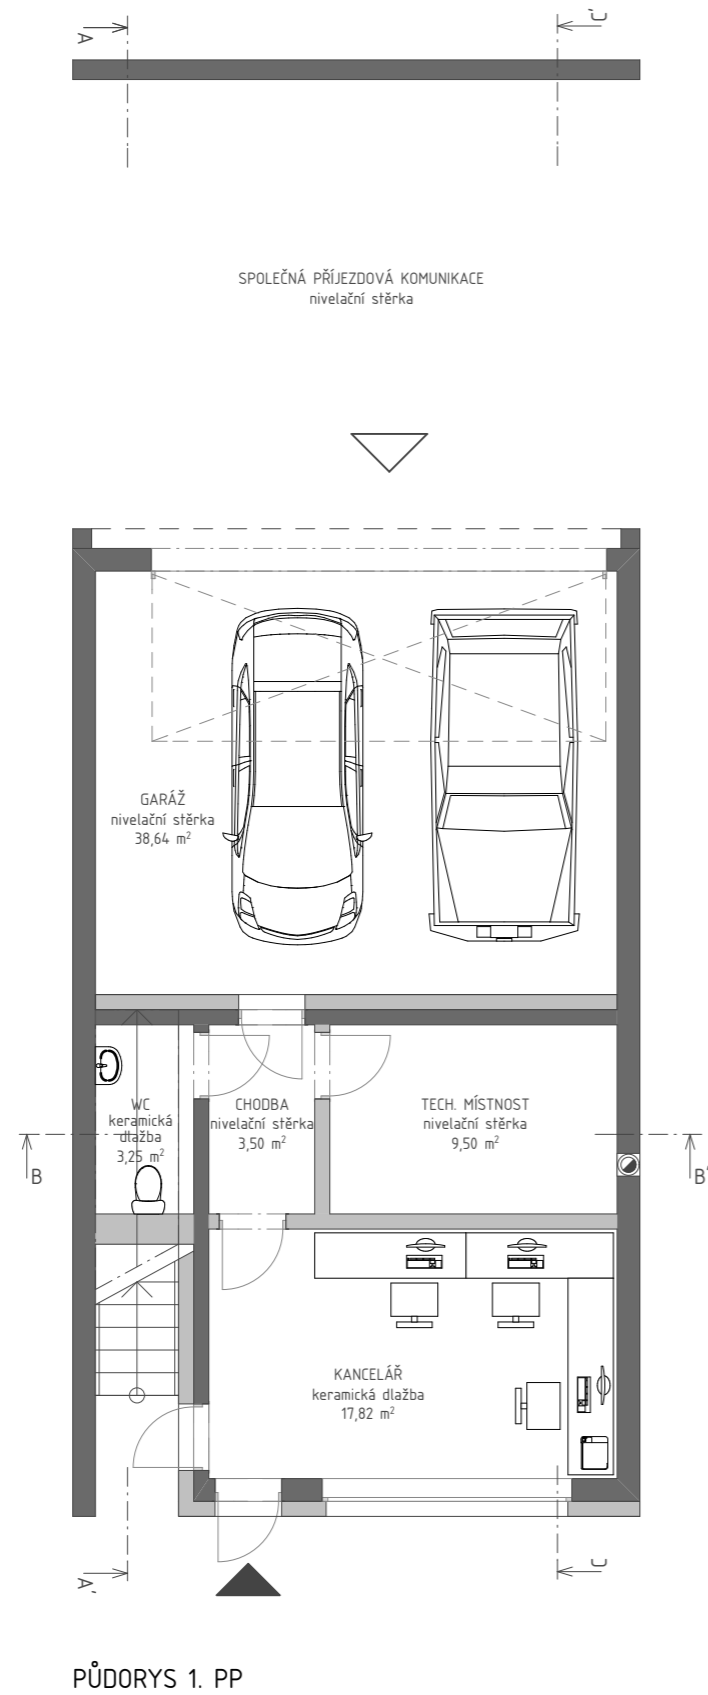 A
C'
SPOLEČNÁ PŘÍJEZDOVÁ KOMUNIKACE
nivelační stěrka
GARÁŽ
nivelační stěrka
38,64 m²
WC
keramická
dlažba
3,25 m²
CHODBA
nivelační stěrka
3,50 m²
TECH. MÍSTNOST
nivelační stěrka
9,50 m²
B
B'
KANCELÁŘ
keramická dlažba
17,82 m²
A'
C
PŮDORYS 1. PP